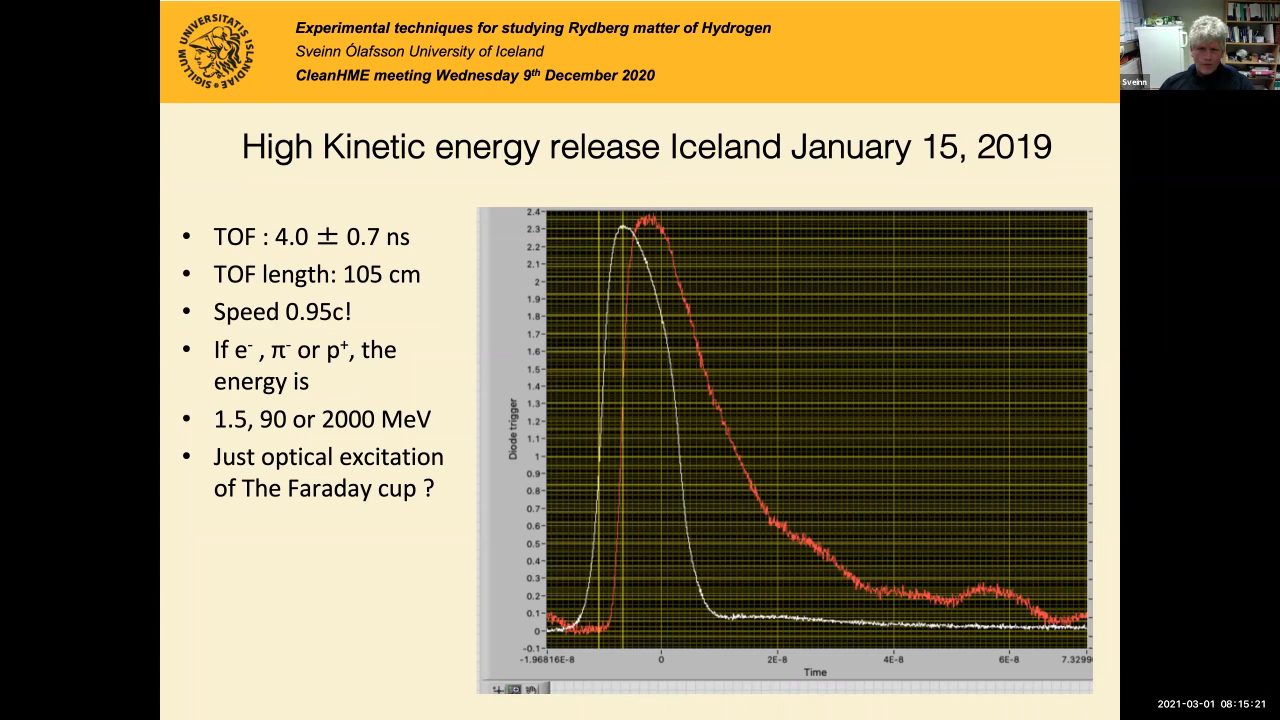 UNIVERSITATIS ISLANDIAE SIGILLUM
Experimental techniques for studying Rydberg matter of Hydrogen
Sveinn Ólafsson University of Iceland
CleanHME meeting Wednesday 9th December 2020
Sveinn
High Kinetic energy release Iceland January 15, 2019
• TOF : 4.0 ± 0.7 ns
• TOF length: 105 cm
• Speed 0.95c!
• If e- , π- or p+, the
energy is
• 1.5, 90 or 2000 MeV
• Just optical excitation
of The Faraday cup ?
Diode trigger
2.4
2.3
2.2
2.1
2
1.9
1.8
1.7
1.6
1.5
1.4
1.3
1.2
1.1
1
0.9
0.8
0.7
0.6
0.5
0.4
0.3
0.2
0.1
0
-0.1
-1.96816E-8 0 2E-8 4E-8 6E-8 7.3299
Time
2021-03-01 08:15:21